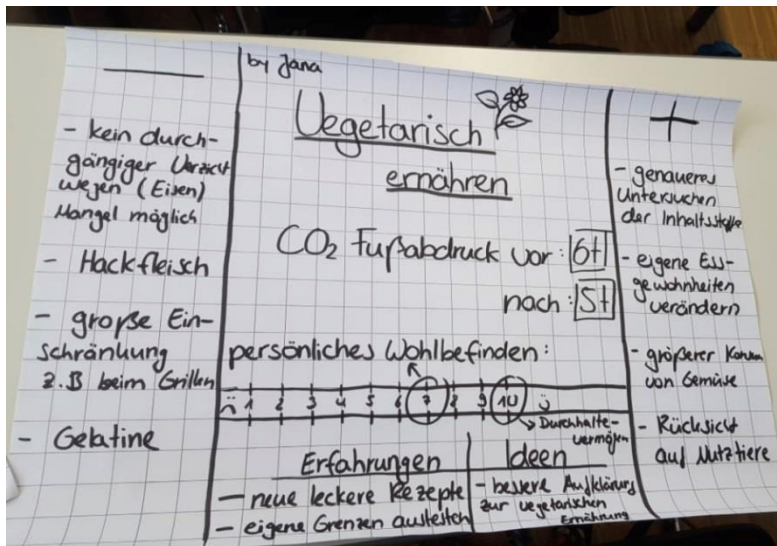 by Jana
Vegetarisch
ernähren
CO2 Fußabdruck vor: 6t
nach: 5t
persönliches Wohlbefinden:
1 2 3 4 5 6 7 8 9 10
Durchhalte-
vermögen
Erfahrungen
- neue leckere Rezepte
- eigene Grenzen austesten
Ideen
- bessere Aufklärung
zur vegetarischen
Ernährung
—
- kein durch-
gängiger Verzicht
wegen (Eisen)
Mangel möglich
- Hackfleisch
- große Ein-
schränkung
z.B beim Grillen
- Gelatine
+
- genaueres
Untersuchen
der Inhaltsstoffe
- eigene Ess-
gewohnheiten
verändern
- größerer
von Gemüse
- Rücksicht
auf Nutztiere